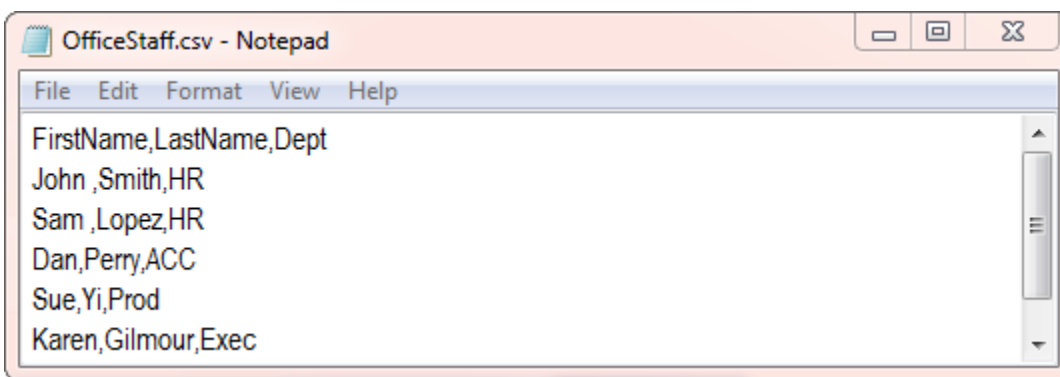 OfficeStaff.csv - Notepad
File Edit Format View Help
FirstName,LastName,Dept
John ,Smith,HR
Sam ,Lopez,HR
Dan,Perry,ACC
Sue,Yi,Prod
Karen,Gilmour,Exec